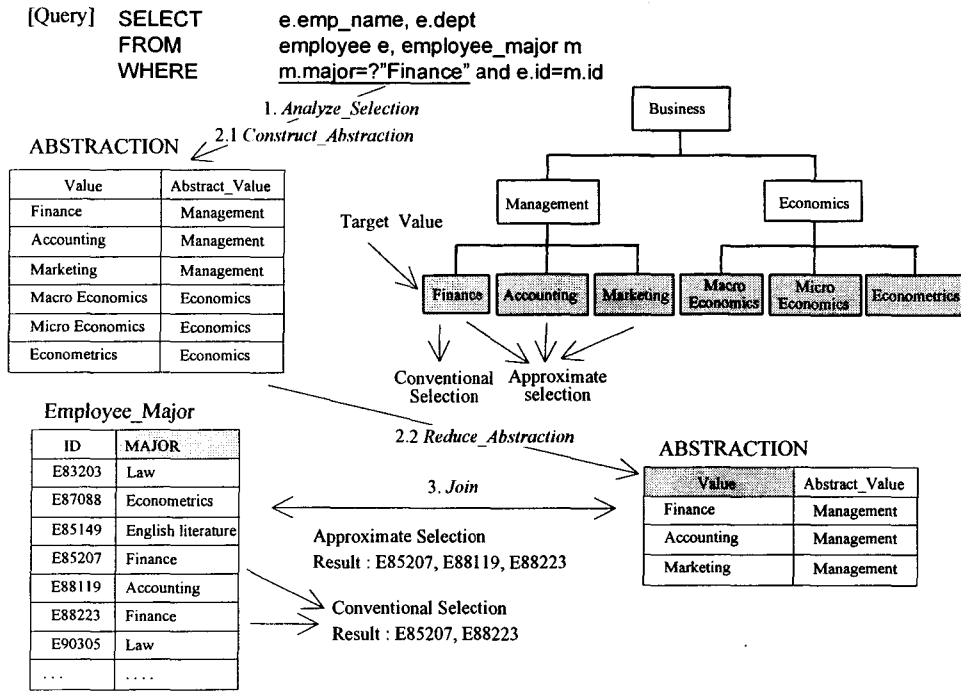 [Query] SELECT e.emp_name, e.dept
FROM employee e, employee_major m
WHERE m.major=?"Finance" and e.id=m.id
1. Analyze_Selection
2.1 Construct_Abstraction
ABSTRACTION
Value Abstract_Value
Finance Management
Accounting Management
Marketing Management
Macro Economics Economics
Micro Economics Economics
Econometrics Economics
Business
Management Economics
Target Value
Finance Accounting Marketing Macro Economics Micro Economics Econometrics
Conventional Selection
Approximate selection
Employee_Major
ID MAJOR
E83203 Law
E87088 Econometrics
E85149 English literature
E85207 Finance
E88119 Accounting
E88223 Finance
E90305 Law
... ....
2.2 Reduce_Abstraction
3. Join
Approximate Selection
Result : E85207, E88119, E88223
Conventional Selection
Result : E85207, E88223
ABSTRACTION
Value Abstract_Value
Finance Management
Accounting Management
Marketing Management